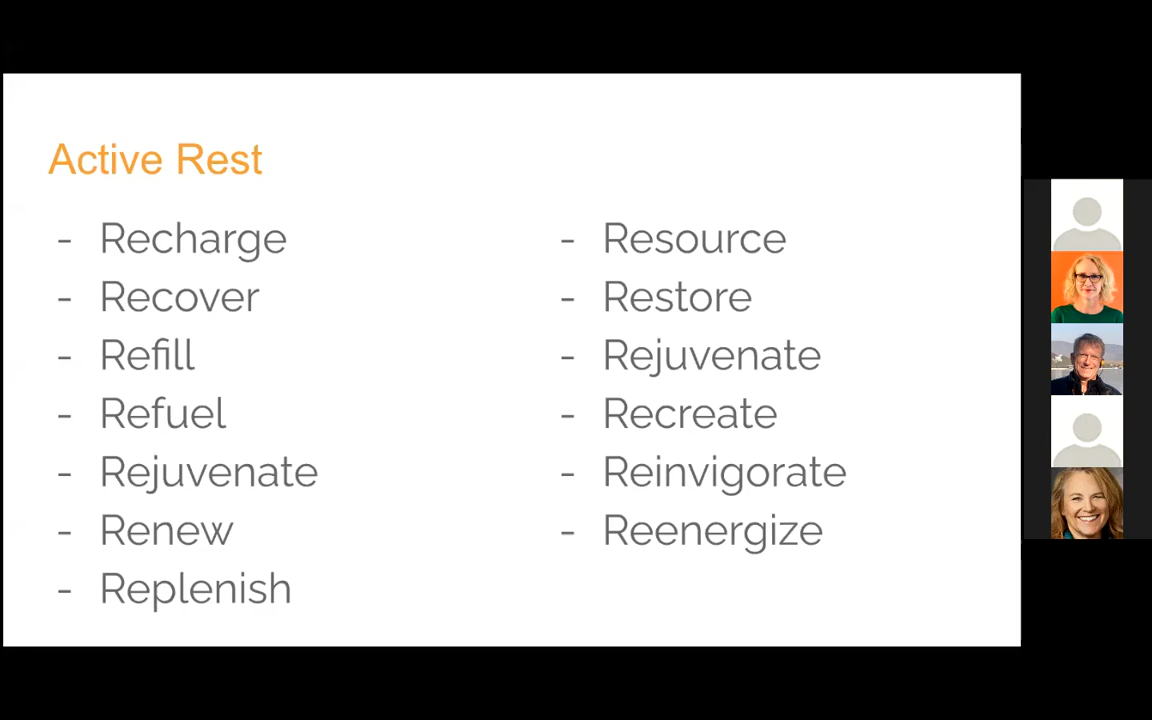 Active Rest
- Recharge
- Recover
- Refill
- Refuel
- Rejuvenate
- Renew
- Replenish
- Resource
- Restore
- Rejuvenate
- Recreate
- Reinvigorate
- Reenergize